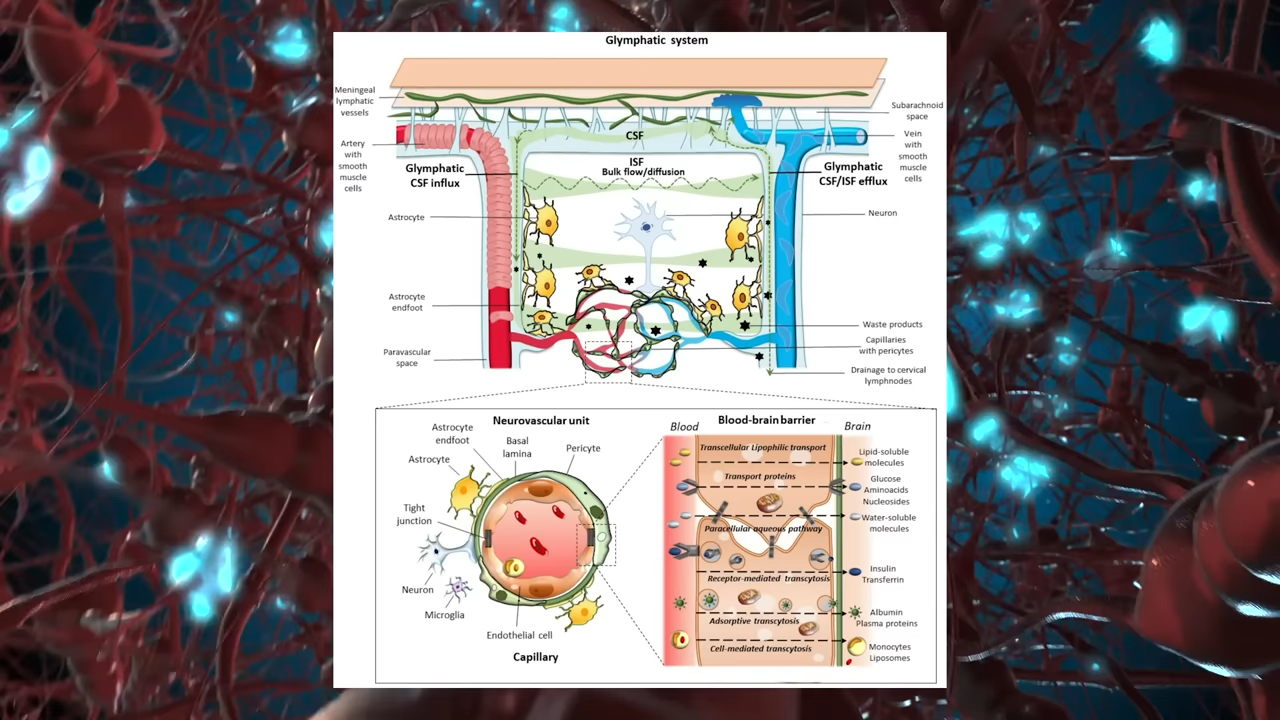 Glymphatic system
Meningeal
lymphatic
vessels
Subarachnoid
space
Artery
with
smooth
muscle
cells
CSF
Vein
with
smooth
muscle
cells
ISF
Bulk flow/diffusion
Glymphatic
CSF influx
Glymphatic
CSF/ISF efflux
Astrocyte
Neuron
Astrocyte
endfoot
Waste products
Capillaries
with pericytes
Paravascular
space
Drainage to cervical
lymphnodes
Neurovascular unit
Astrocyte
endfoot
Basal
lamina
Pericyte
Astrocyte
Tight
junction
Neuron
Microglia
Endothelial cell
Capillary
Blood-brain barrier
Blood
Brain
Transcellular Lipophilic transport
Lipid-soluble
molecules
Transport proteins
Glucose
Aminoacids
Nucleosides
Paracellular aqueous pathway
Water-soluble
molecules
Receptor-mediated transcytosis
Insulin
Transferrin
Adsorptive transcytosis
Albumin
Plasma proteins
Cell-mediated transcytosis
Monocytes
Liposomes